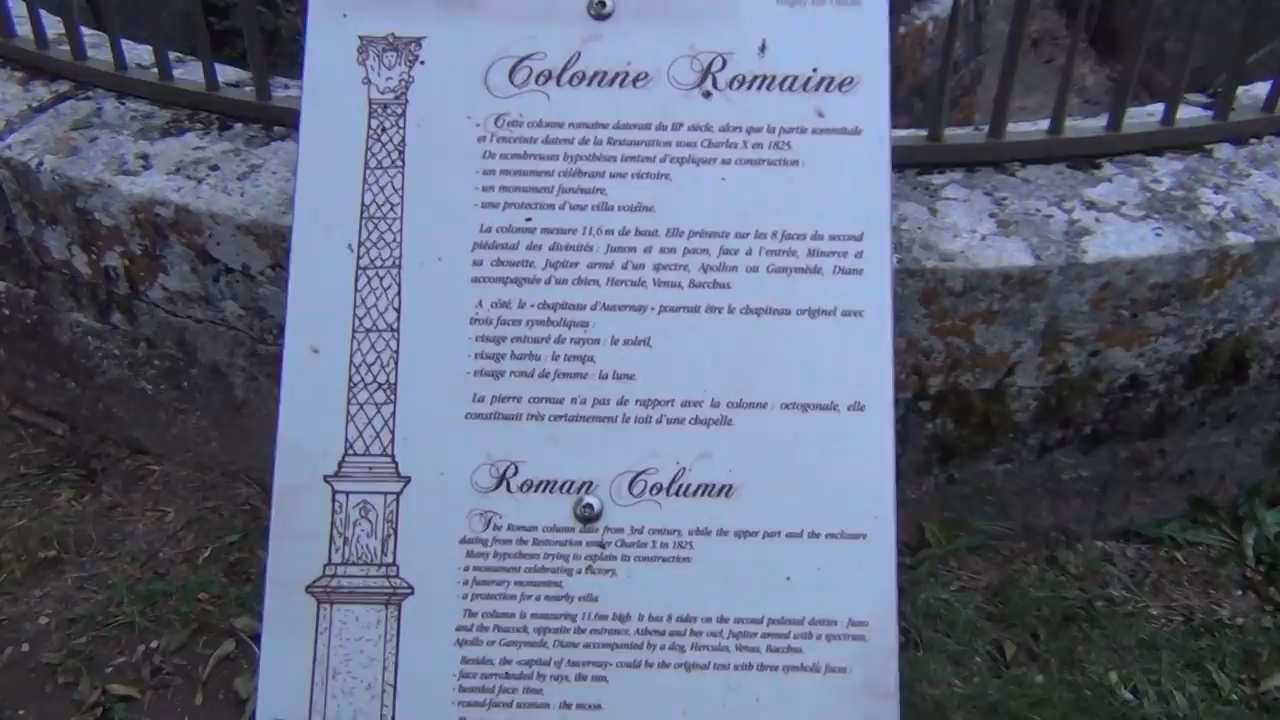 Colonne Romaine
Cette colonne romaine daterait du IIIᵉ siècle, alors que la partie sommitale
et l'enceinte datent de la Restauration sous Charles X en 1825.
De nombreuses hypothèses tentent d'expliquer sa construction :
- un monument célébrant une victoire,
- un monument funéraire,
- une protection d'une villa voisine.
La colonne mesure 11,6 m de haut. Elle présente sur les 8 faces du second
piédestal des divinités : Junon et son paon, face à l'entrée, Minerve et
sa chouette, Jupiter armé d'un spectre, Apollon ou Ganymède, Diane
accompagnée d'un chien, Hercule, Venus, Bacchus.
A côté, le « chapiteau d'Auvernay » pourrait être le chapiteau originel avec
trois faces symboliques :
- visage entouré de rayon : le soleil,
- visage barbu : le temps,
- visage rond de femme : la lune.
La pierre cornue n'a pas de rapport avec la colonne : octogonale, elle
constituait très certainement le toit d'une chapelle.
Roman Column
The Roman column date from 3rd century, while the upper part and the enclosure
dating from the Restoration under Charles X in 1825.
Many hypotheses trying to explain its construction:
- a monument celebrating a victory,
- a funerary monument,
- a protection for a nearby villa.
The column is measuring 11.6m high. It has 8 sides on the second pedestal deities : Juno
and the Peacock, opposite the entrance, Athena and her owl, Jupiter armed with a spectrum,
Apollo or Ganymede, Diane accompanied by a dog, Hercules, Venus, Bacchus.
Besides, the «capital of Auvernay» could be the original tent with three symbolic faces :
- face surrounded by rays, the sun,
- bearded face: time,
- round-faced woman : the moon.